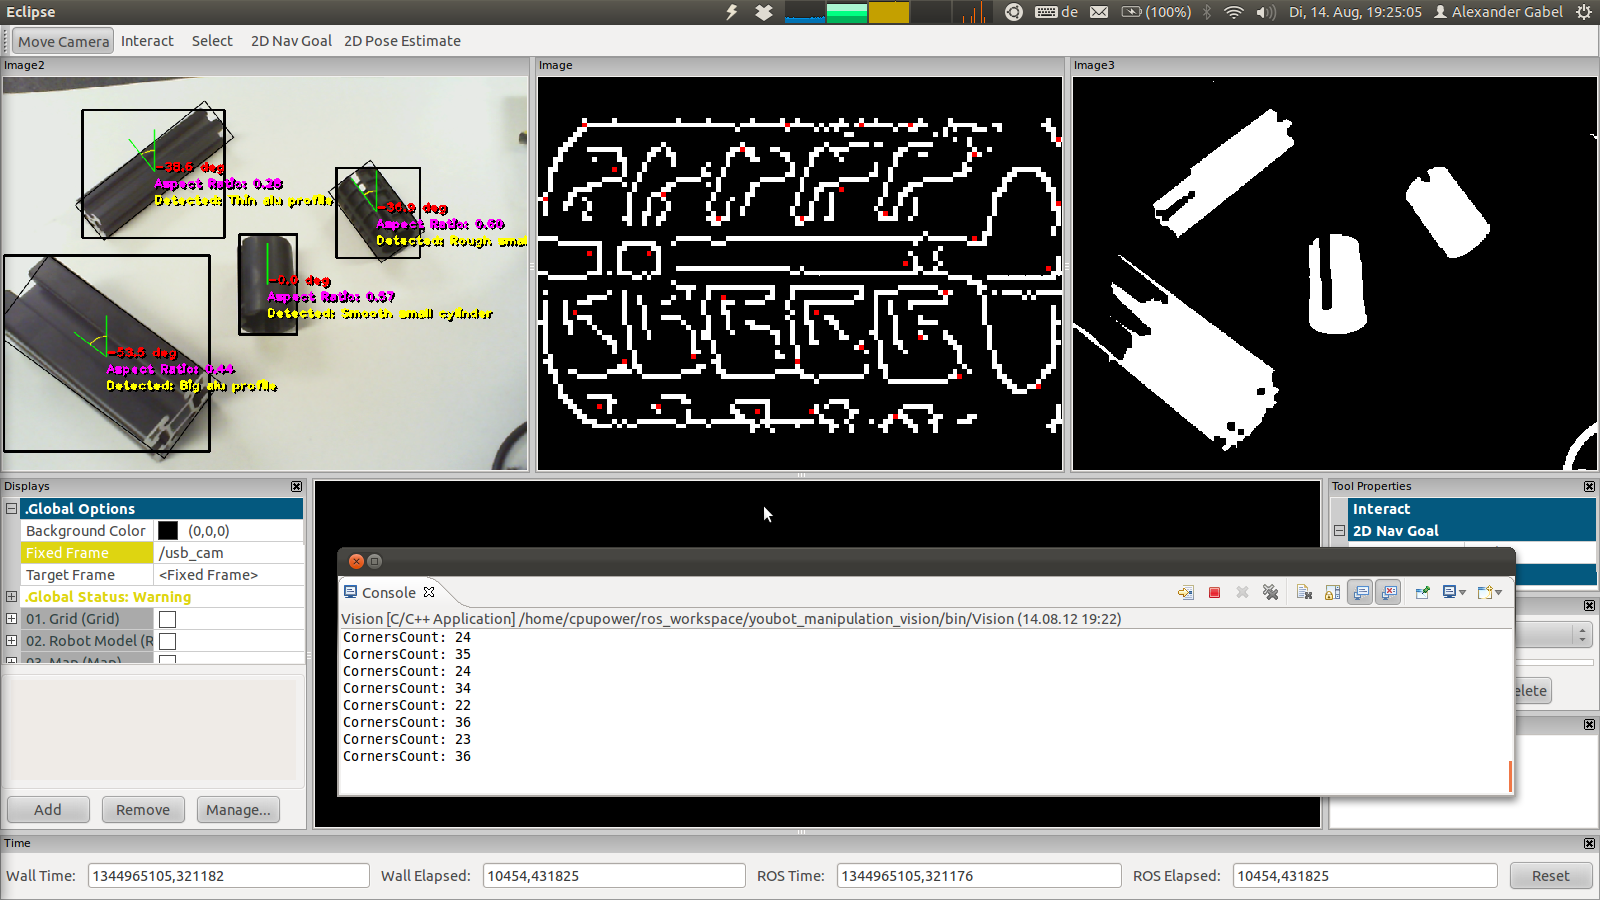 Eclipse
de
(100%)
Di, 14. Aug, 19:25:05
Alexander Gabel
Move Camera
Interact
Select
2D Nav Goal
2D Pose Estimate
Image2
Image
Image3
-38.6 deg
Aspect Ratio: 0.28
Detected: Thin alu profile
-36.9 deg
Aspect Ratio: 0.60
Detected: Rough smal
-0.0 deg
Aspect Ratio: 0.57
Detected: Smooth small cylinder
deg
Aspect Ratio: 0.44
Detected: Big alu profile
Displays
.Global Options
Background Color
(0,0,0)
Fixed Frame
/usb_cam
Target Frame
<Fixed Frame>
.Global Status: Warning
01. Grid (Grid)
02. Robot Model (R
03. Map (Map)
Add
Remove
Manage...
Tool Properties
Interact
2D Nav Goal
elete
Console
Vision [C/C++ Application] /home/cpupower/ros_workspace/youbot_manipulation_vision/bin/Vision (14.08.12 19:22)
CornersCount: 24
CornersCount: 35
CornersCount: 24
CornersCount: 34
CornersCount: 22
CornersCount: 36
CornersCount: 23
CornersCount: 36
Time
Wall Time:
1344965105,321182
Wall Elapsed:
10454,431825
ROS Time:
1344965105,321176
ROS Elapsed:
10454,431825
Reset